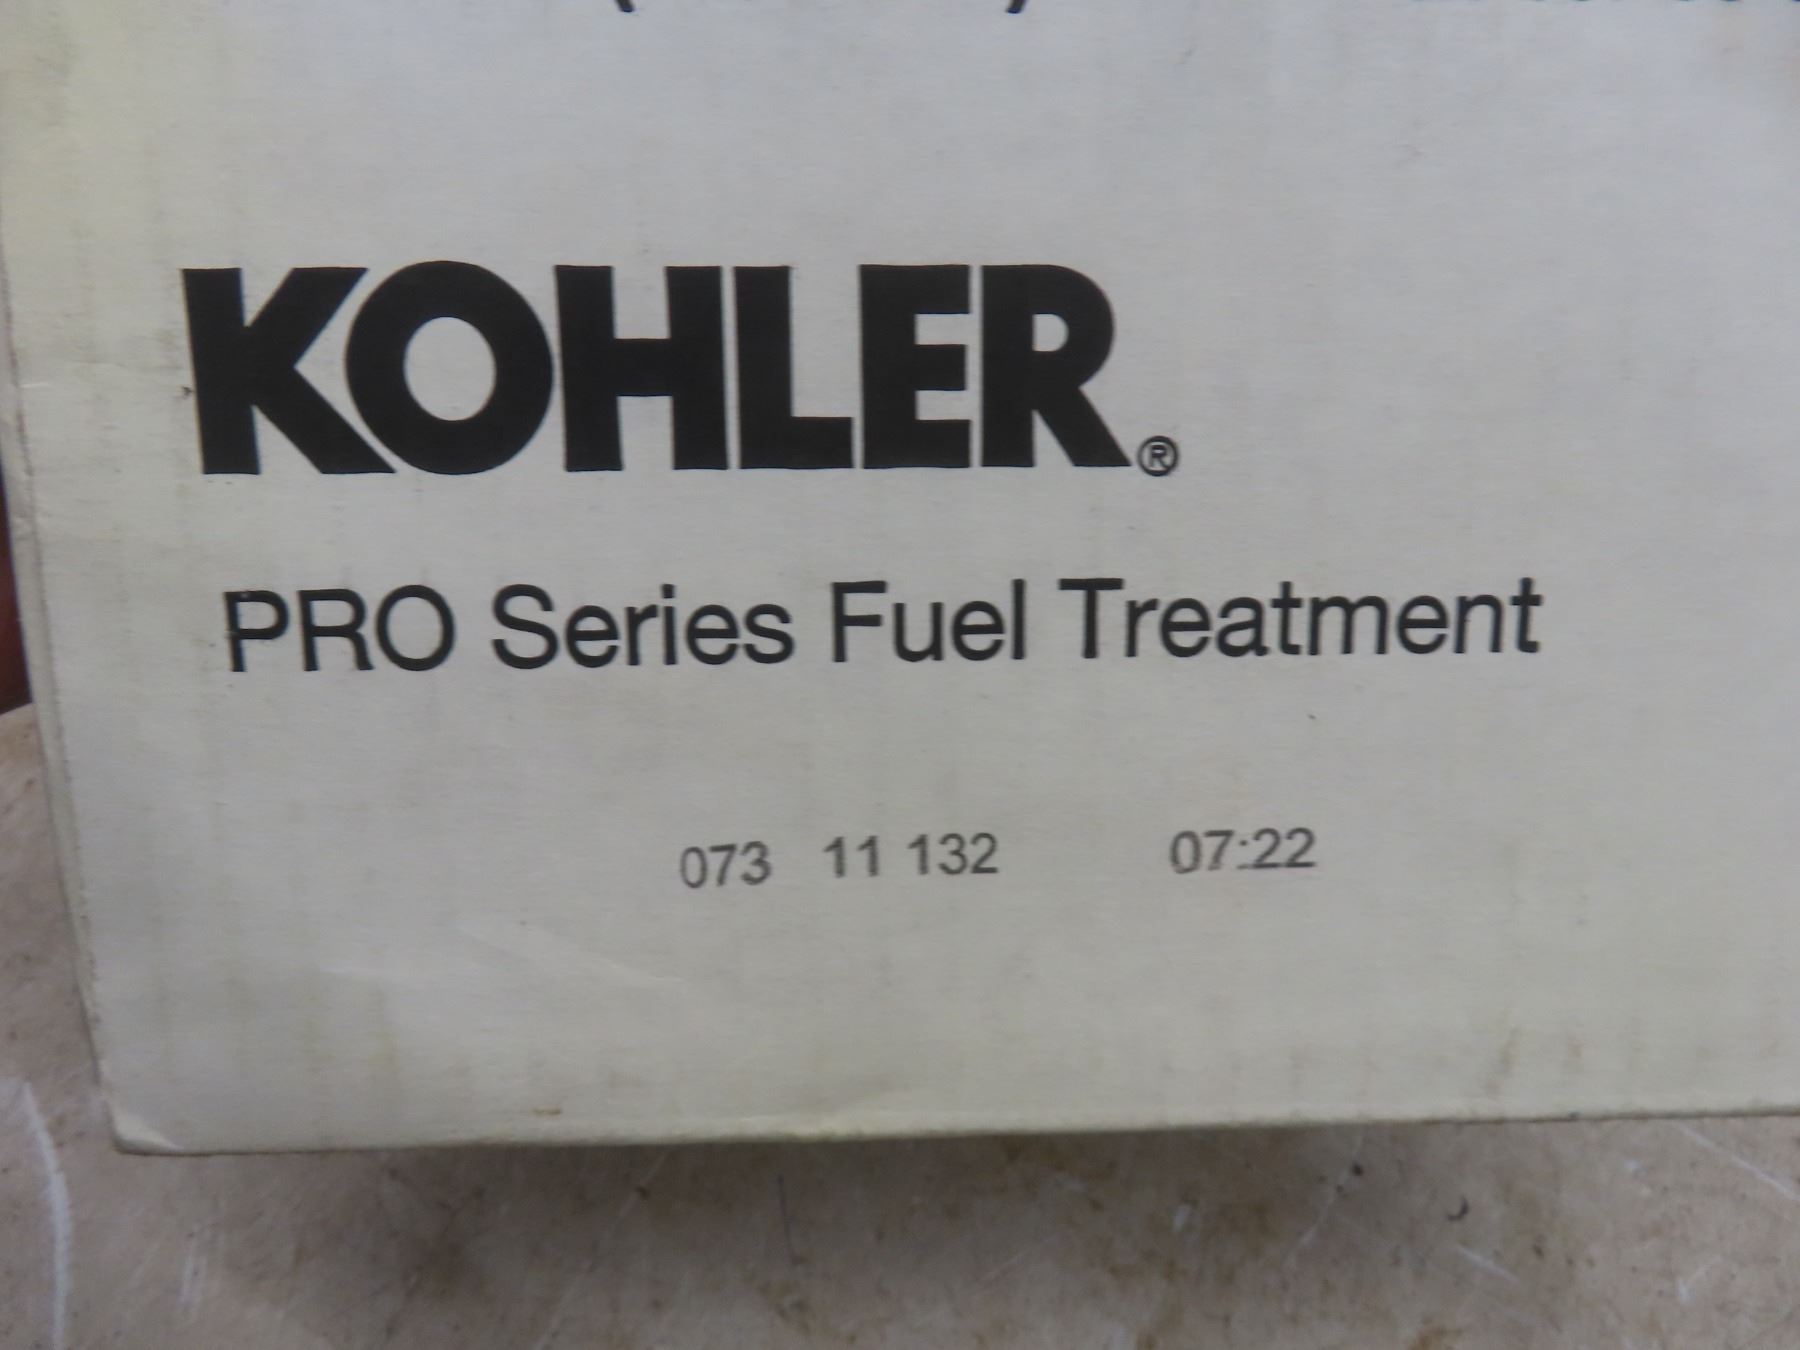 KOHLER®
PRO Series Fuel Treatment
073 11 132 07:22